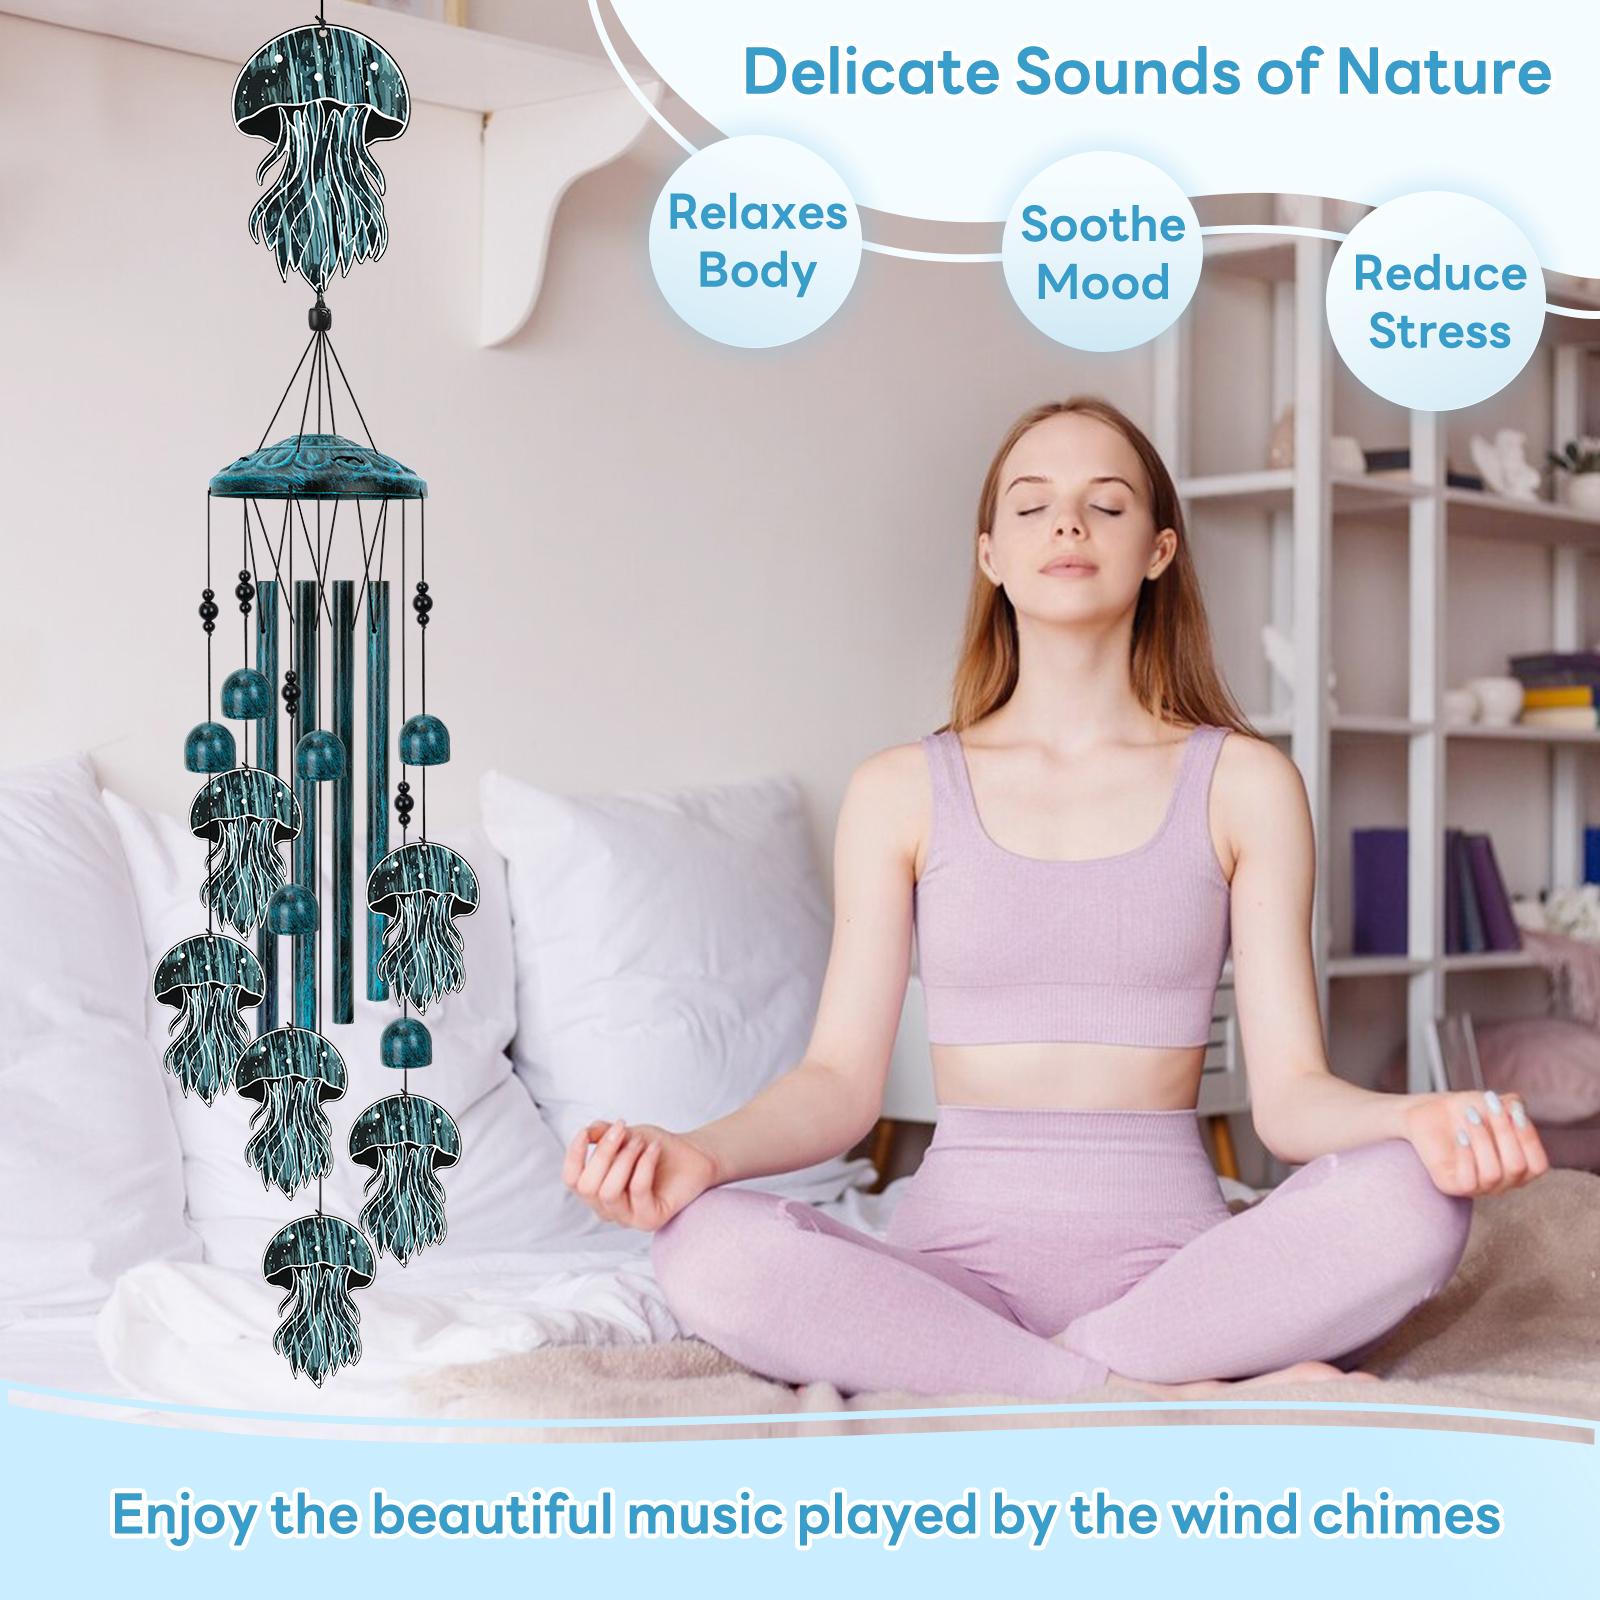 Delicate Sounds of Nature
Relaxes
Body
Soothe
Mood
Reduce
Stress
Enjoy the beautiful music played by the wind chimes